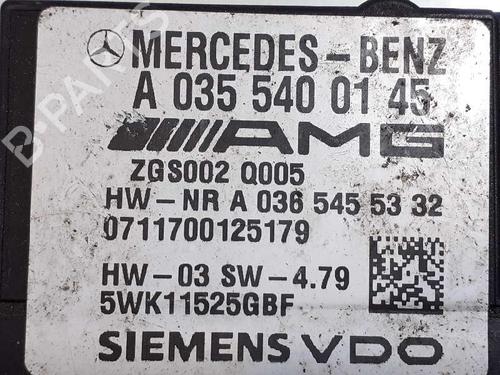 MERCEDES-BENZ
A 035 540 01 45
AMG
ZGS002 Q005
HW-NR A 036 545 53 32
0711700125179
HW-03 SW-4.79
5WK11525GBF
SIEMENS VDO
B-PARTS